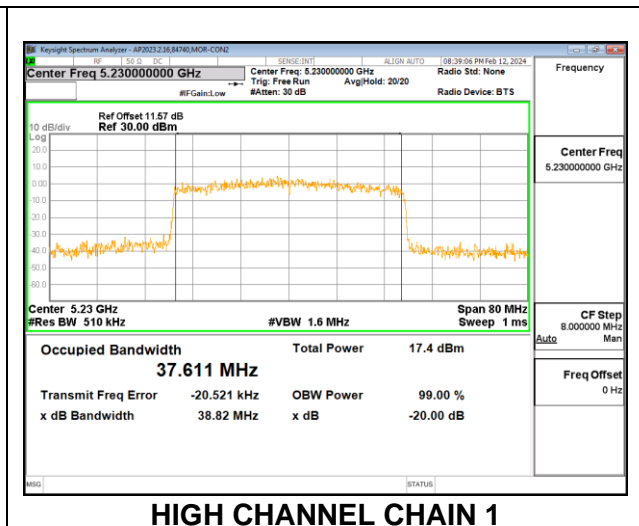 Keysight Spectrum Analyzer - AP2023.2.16,84740,MOR-CON2
RF 50 Ω DC SENSE:INT ALIGN AUTO 08:39:06 PM Feb 12, 2024
Center Freq 5.230000000 GHz
Center Freq: 5.230000000 GHz Radio Std: None
Trig: Free Run Avg|Hold: 20/20
#IFGain:Low #Atten: 30 dB Radio Device: BTS
Frequency
Ref Offset 11.57 dB
10 dB/div Ref 30.00 dBm
Log
20.0
10.0
0.00
-10.0
-20.0
-30.0
-40.0
-50.0
-60.0
Center 5.23 GHz Span 80 MHz
#Res BW 510 kHz #VBW 1.6 MHz Sweep 1 ms
Occupied Bandwidth Total Power 17.4 dBm
37.611 MHz
Transmit Freq Error -20.521 kHz OBW Power 99.00 %
x dB Bandwidth 38.82 MHz x dB -20.00 dB
Center Freq
5.230000000 GHz
CF Step
8.000000 MHz
Auto Man
Freq Offset
0 Hz
MSG STATUS
HIGH CHANNEL CHAIN 1